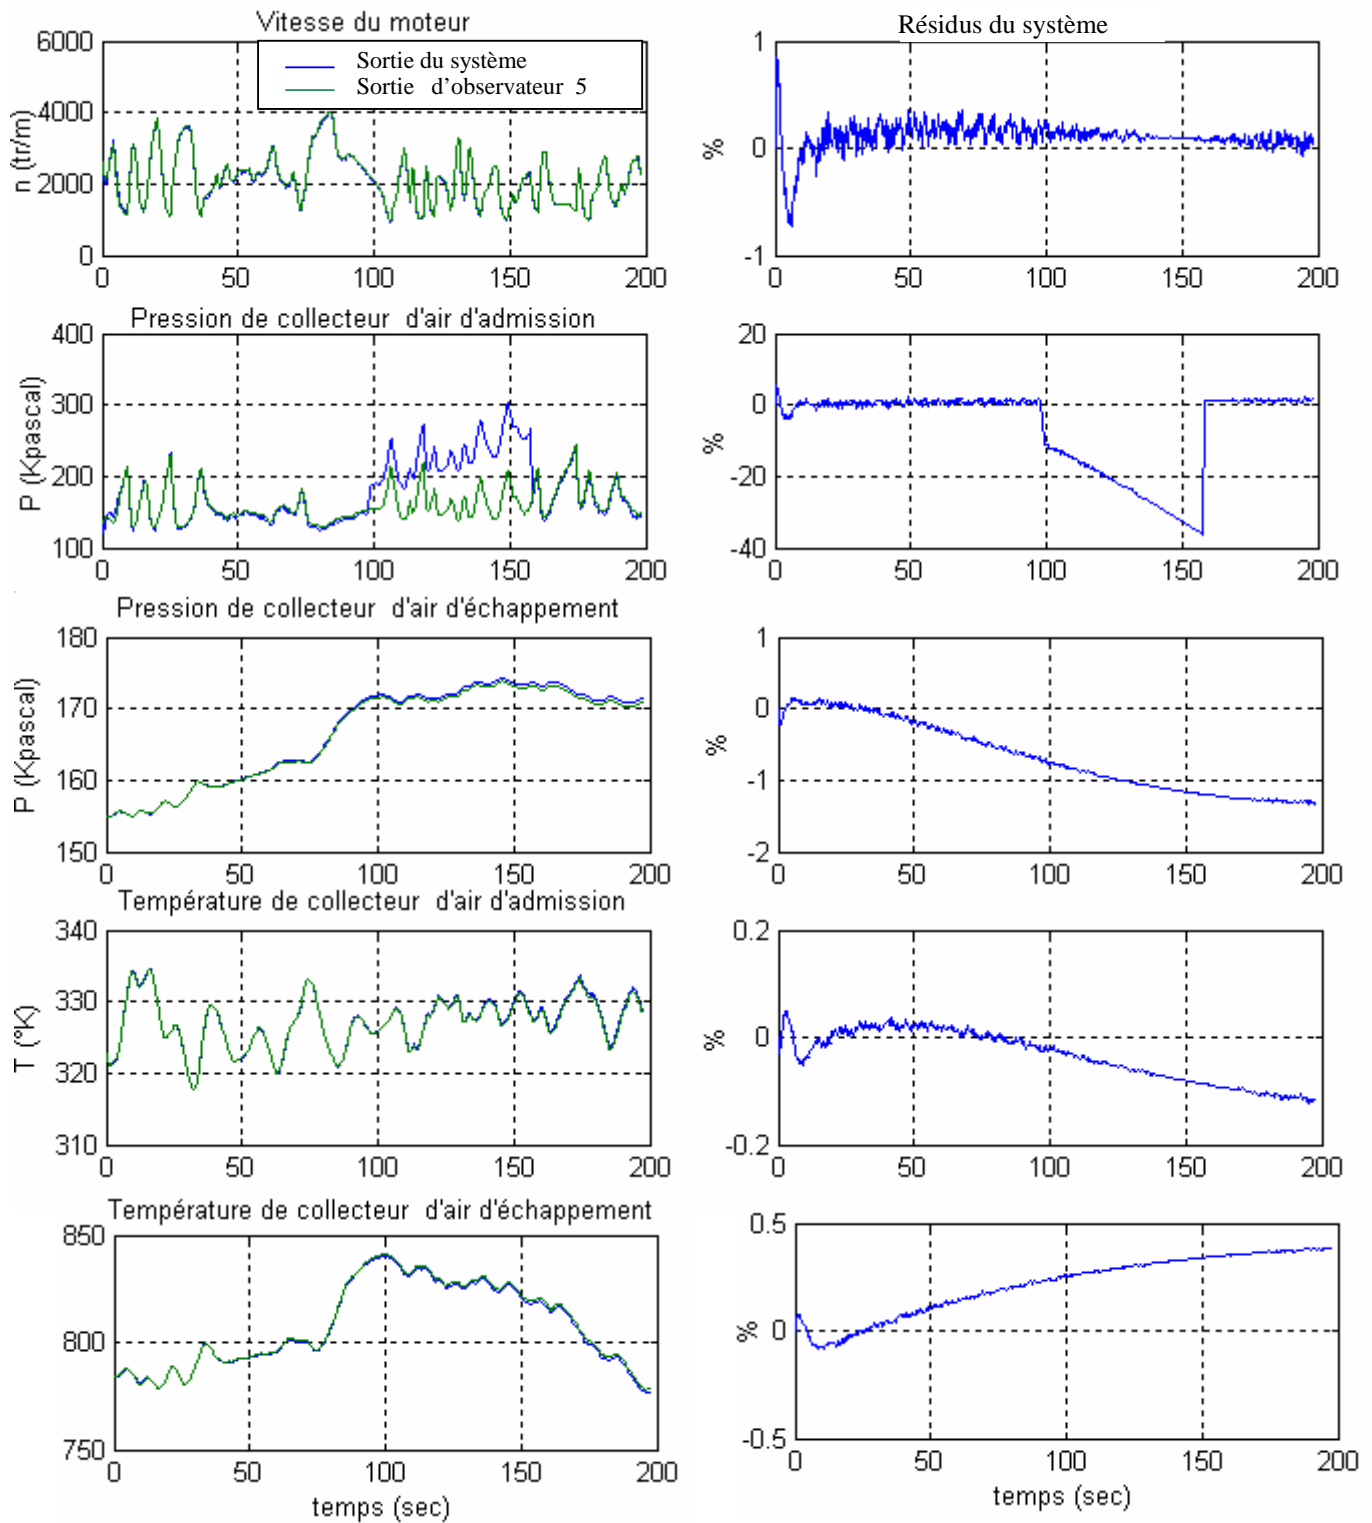 Vitesse du moteur
Résidus du système
Sortie du système
Sortie d'observateur 5
n (tr/m)
6000
4000
2000
0
0 50 100 150 200
%
1
0
-1
0 50 100 150 200
Pression de collecteur d'air d'admission
P (Kpascal)
400
300
200
100
0 50 100 150 200
%
20
0
-20
-40
0 50 100 150 200
Pression de collecteur d'air d'échappement
P (Kpascal)
180
170
160
150
0 50 100 150 200
%
1
0
-1
-2
0 50 100 150 200
Température de collecteur d'air d'admission
T (°K)
340
330
320
310
0 50 100 150 200
%
0.2
0
-0.2
0 50 100 150 200
Température de collecteur d'air d'échappement
850
800
750
0 50 100 150 200
temps (sec)
%
0.5
0
-0.5
0 50 100 150 200
temps (sec)